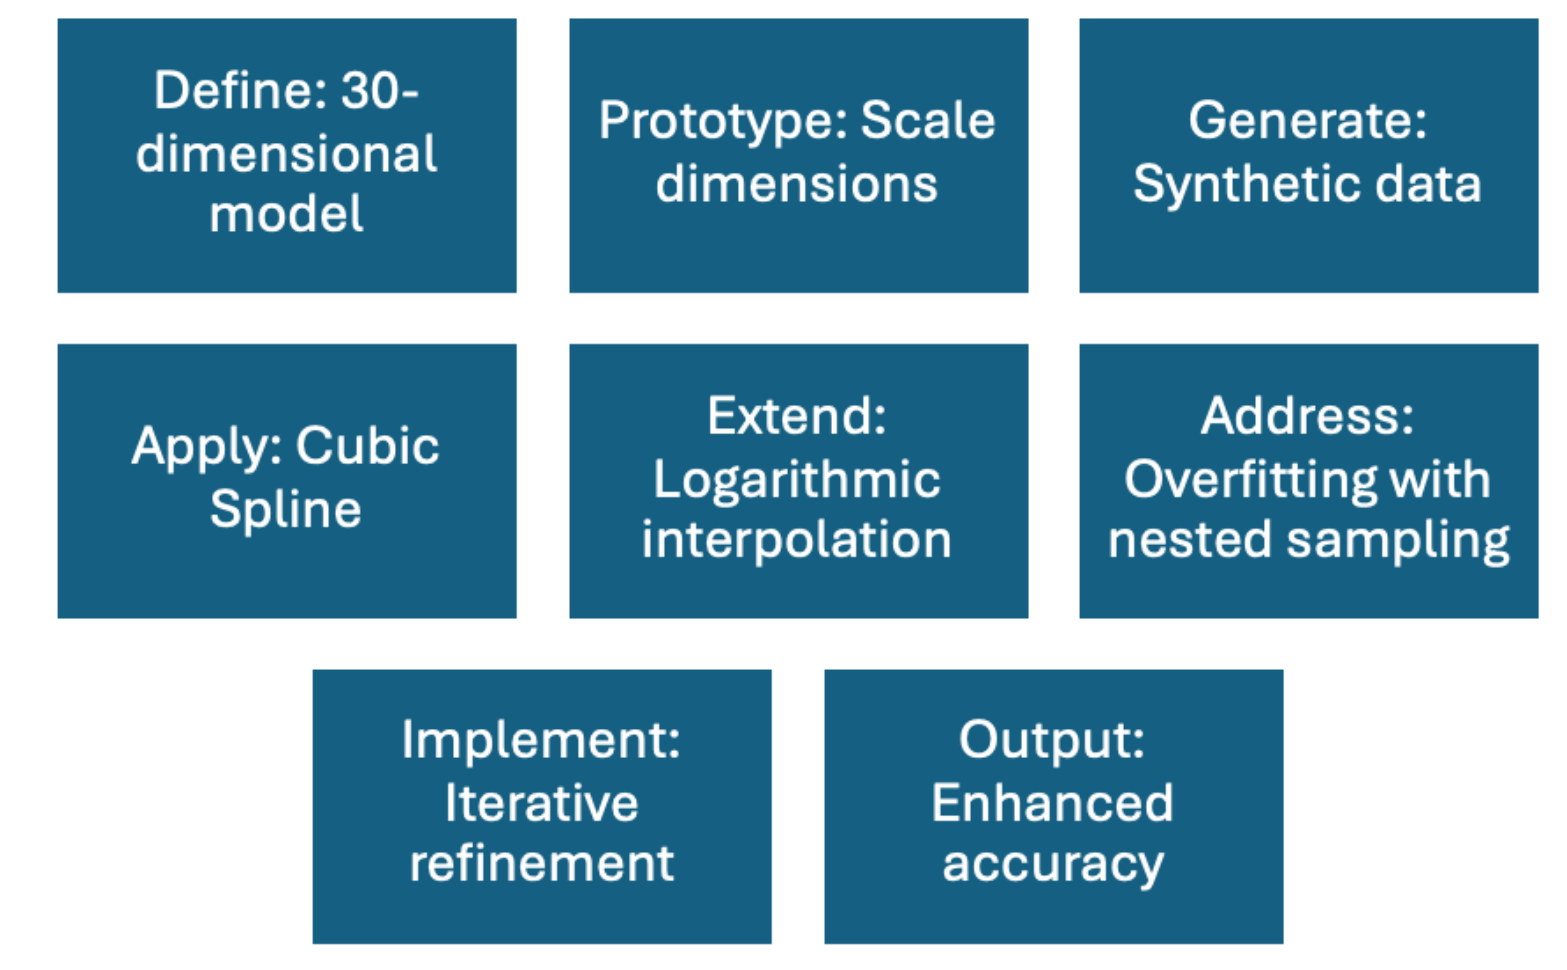 Define: 30-
dimensional
model
Prototype: Scale
dimensions
Generate:
Synthetic data
Apply: Cubic
Spline
Extend:
Logarithmic
interpolation
Address:
Overfitting with
nested sampling
Implement:
Iterative
refinement
Output:
Enhanced
accuracy